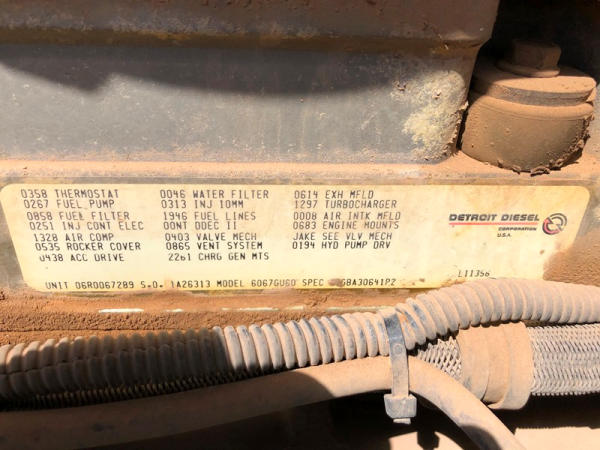 0358 THERMOSTAT 0046 WATER FILTER 0614 EXH MFLD
0267 FUEL PUMP 0313 INJ 10MM 1297 TURBOCHARGER
0858 FUEL FILTER 1946 FUEL LINES 0008 AIR INTK MFLD
0251 INJ CONT ELEC 00NT DDEC II 0683 ENGINE MOUNTS
1328 AIR COMP 0403 VALVE MECH JAKE SEE VLV MECH
0535 ROCKER COVER 0865 VENT SYSTEM 0194 HYD PUMP DRV
0438 ACC DRIVE 2261 CHRG GEN MTS
DETROIT DIESEL
CORPORATION
U.S.A.
L11356
UNIT 06R0067289 S.O. 1A26313 MODEL 6067GU60 SPEC